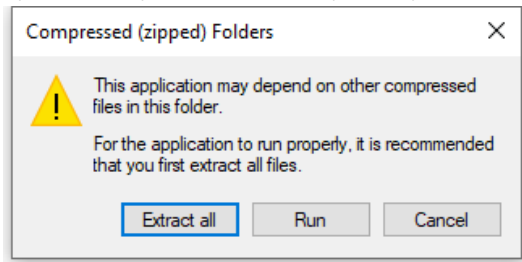 Compressed (zipped) Folders
This application may depend on other compressed
files in this folder.
For the application to run properly, it is recommended
that you first extract all files.
Extract all Run Cancel